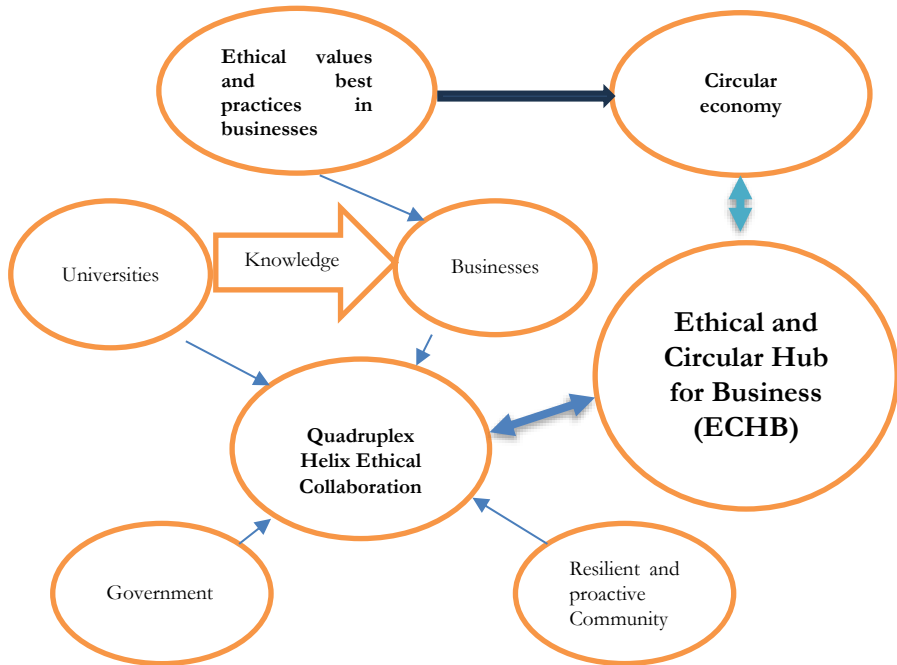 Ethical values
and best
practices in
businesses
Circular
economy
Universities
Knowledge
Businesses
Ethical and
Circular Hub
for Business
(ECHB)
Quadruplex
Helix Ethical
Collaboration
Government
Resilient and
proactive
Community